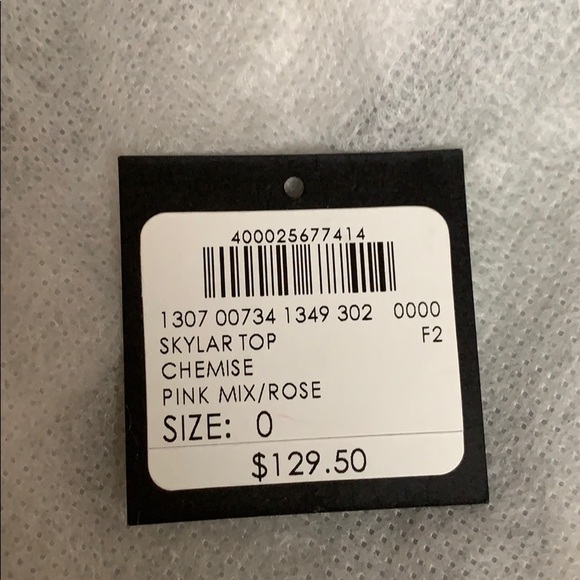 400025677414
1307 00734 1349 302 0000
SKYLAR TOP F2
CHEMISE
PINK MIX/ROSE
SIZE: 0
$129.50